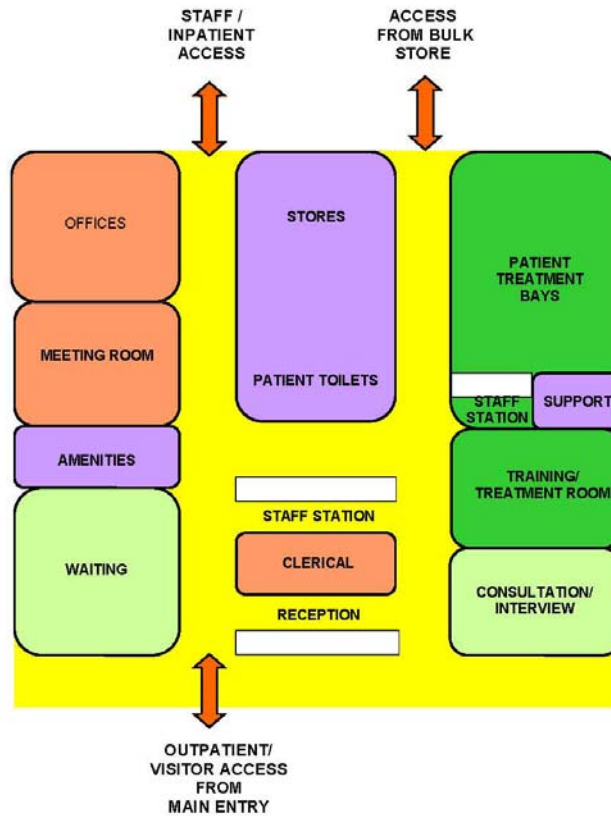 STAFF /
INPATIENT
ACCESS
ACCESS
FROM BULK
STORE
OFFICES
STORES
PATIENT
TREATMENT
BAYS
MEETING ROOM
PATIENT TOILETS
STAFF
STATION
SUPPORT
AMENITIES
TRAINING/
TREATMENT ROOM
STAFF STATION
WAITING
CLERICAL
CONSULTATION/
INTERVIEW
RECEPTION
OUTPATIENT/
VISITOR ACCESS
FROM
MAIN ENTRY